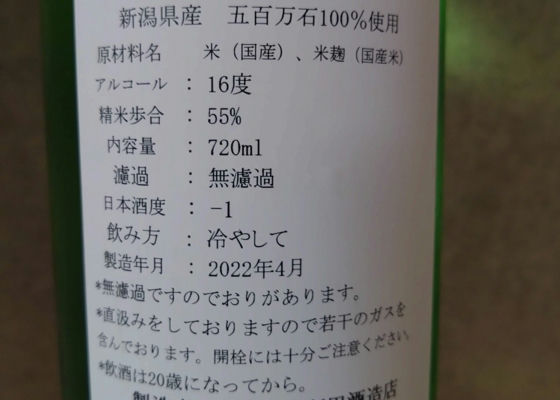 新潟県産 五百万石100%使用
原材料名 米(国産)、米麹(国産米)
アルコール : 16度
精米歩合 : 55%
内容量 : 720ml
濾過 : 無濾過
日本酒度 : -1
飲み方 : 冷やして
製造年月 : 2022年4月
*無濾過ですのでおりがあります。
*直汲みをしておりますので若干のガスを
含んでおります。開栓には十分ご注意ください。
*飲酒は20歳になってから。
酒造店